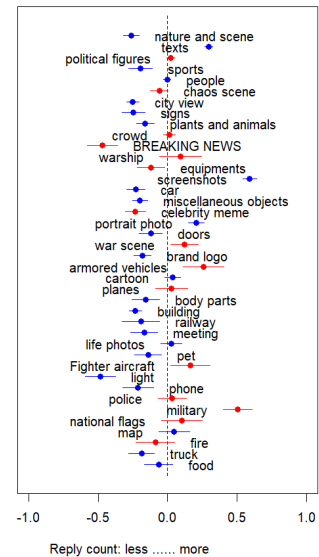 nature and scene
texts
political figures
sports
people
chaos scene
city view
signs
plants and animals
crowd
BREAKING NEWS
warship
equipments
screenshots
car
miscellaneous objects
celebrity meme
portrait photo
doors
war scene
brand logo
armored vehicles
cartoon
planes
body parts
building
railway
meeting
life photos
pet
Fighter aircraft
light
phone
police
military
national flags
map
fire
truck
food
-1.0 -0.5 0.0 0.5 1.0
Reply count: less ...... more